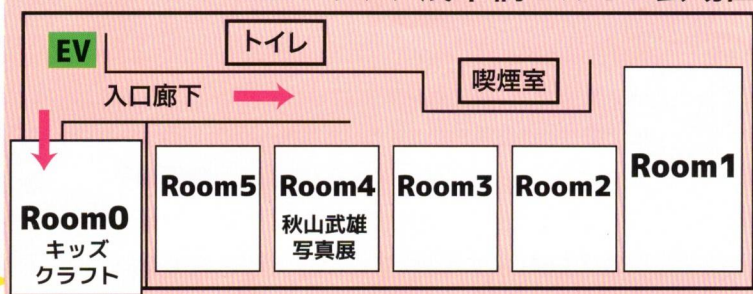 EV
トイレ
喫煙室
入口廊下
Room1
Room5
Room4
Room3
Room2
秋山武雄
写真展
Room0
キッズ
クラフト